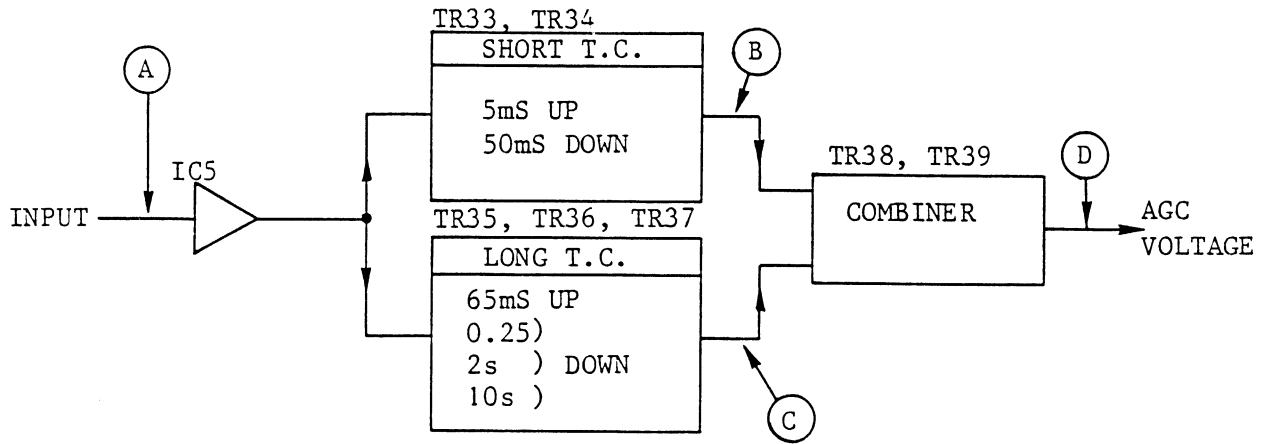 TR33, TR34
SHORT T.C.
5mS UP
50mS DOWN
A
B
IC5
INPUT
TR35, TR36, TR37
LONG T.C.
65mS UP
0.25)
2s ) DOWN
10s )
C
TR38, TR39
COMBINER
D
AGC
VOLTAGE